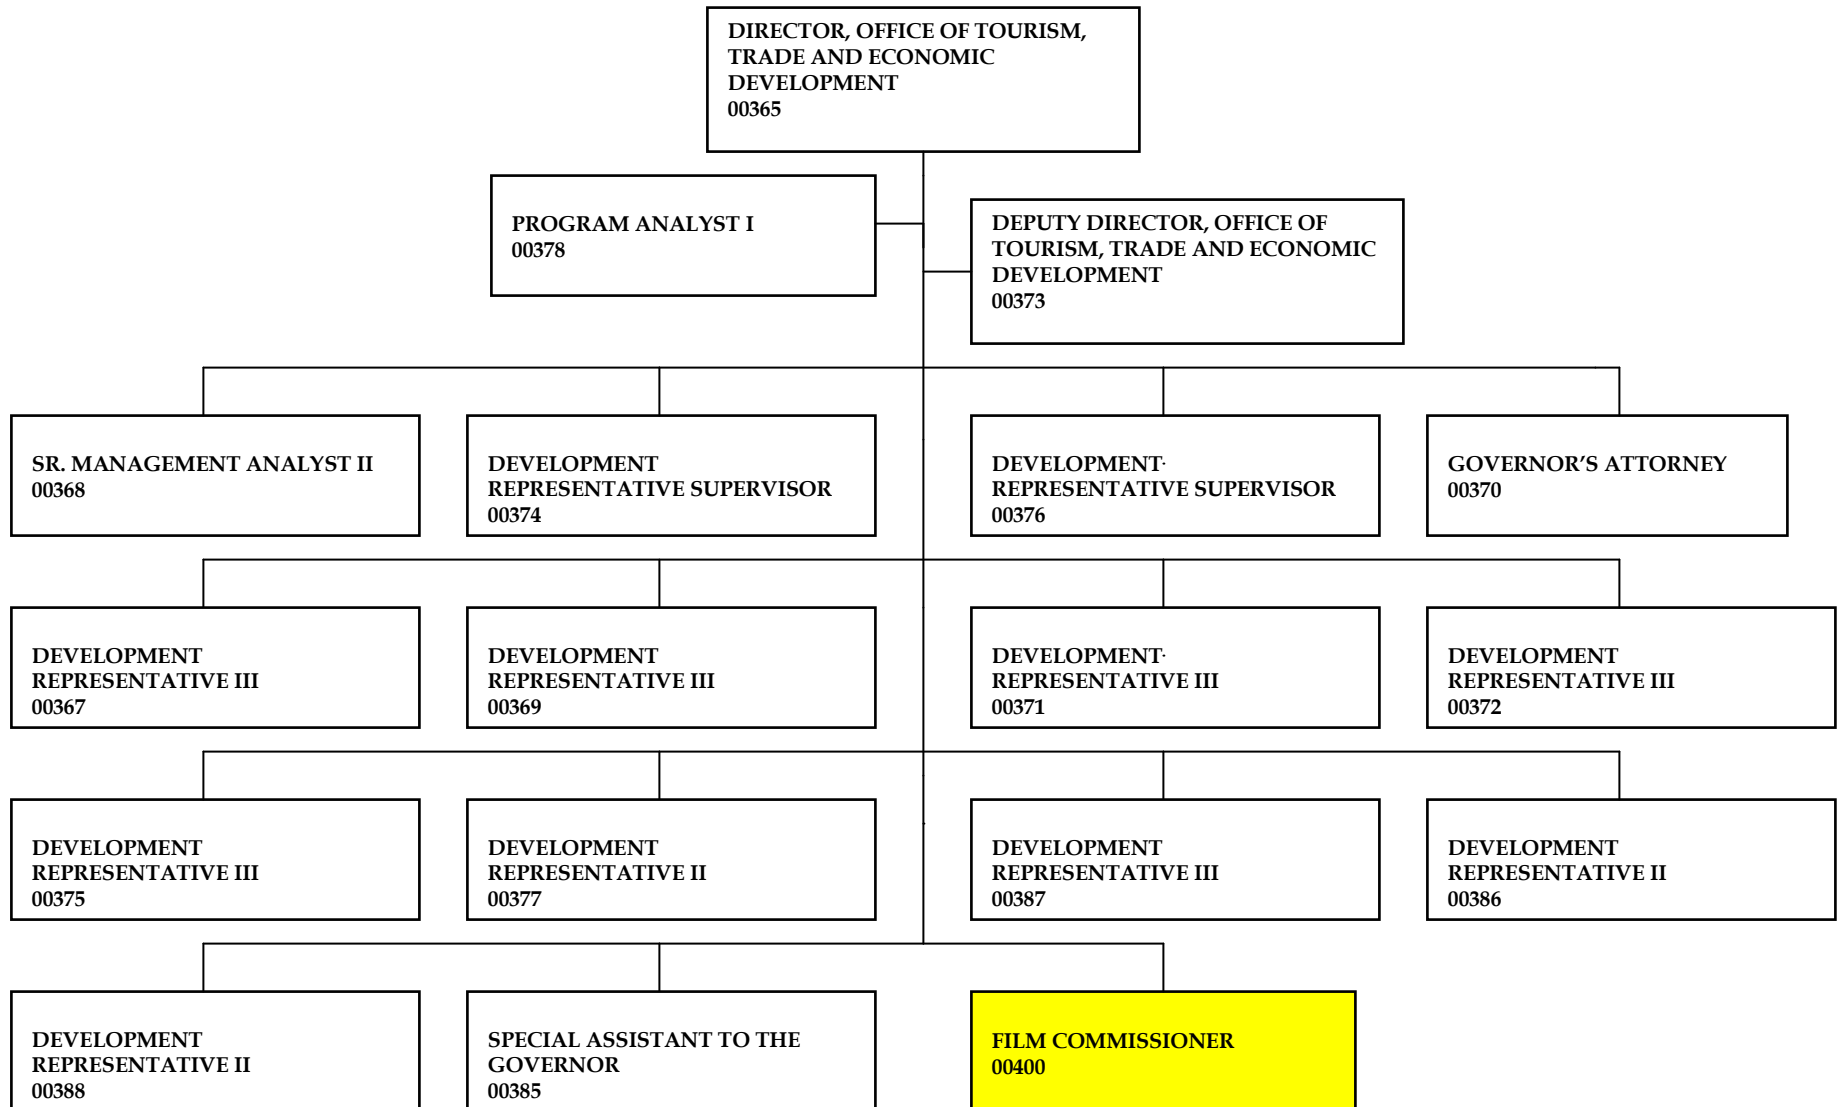 DIRECTOR, OFFICE OF TOURISM,
TRADE AND ECONOMIC
DEVELOPMENT
00365
PROGRAM ANALYST I
00378
DEPUTY DIRECTOR, OFFICE OF
TOURISM, TRADE AND ECONOMIC
DEVELOPMENT
00373
SR. MANAGEMENT ANALYST II
00368
DEVELOPMENT
REPRESENTATIVE SUPERVISOR
00374
DEVELOPMENT
REPRESENTATIVE SUPERVISOR
00376
GOVERNOR’S ATTORNEY
00370
DEVELOPMENT
REPRESENTATIVE III
00367
DEVELOPMENT
REPRESENTATIVE III
00369
DEVELOPMENT
REPRESENTATIVE III
00371
DEVELOPMENT
REPRESENTATIVE III
00372
DEVELOPMENT
REPRESENTATIVE III
00375
DEVELOPMENT
REPRESENTATIVE II
00377
DEVELOPMENT
REPRESENTATIVE III
00387
DEVELOPMENT
REPRESENTATIVE II
00386
DEVELOPMENT
REPRESENTATIVE II
00388
SPECIAL ASSISTANT TO THE
GOVERNOR
00385
FILM COMMISSIONER
00400